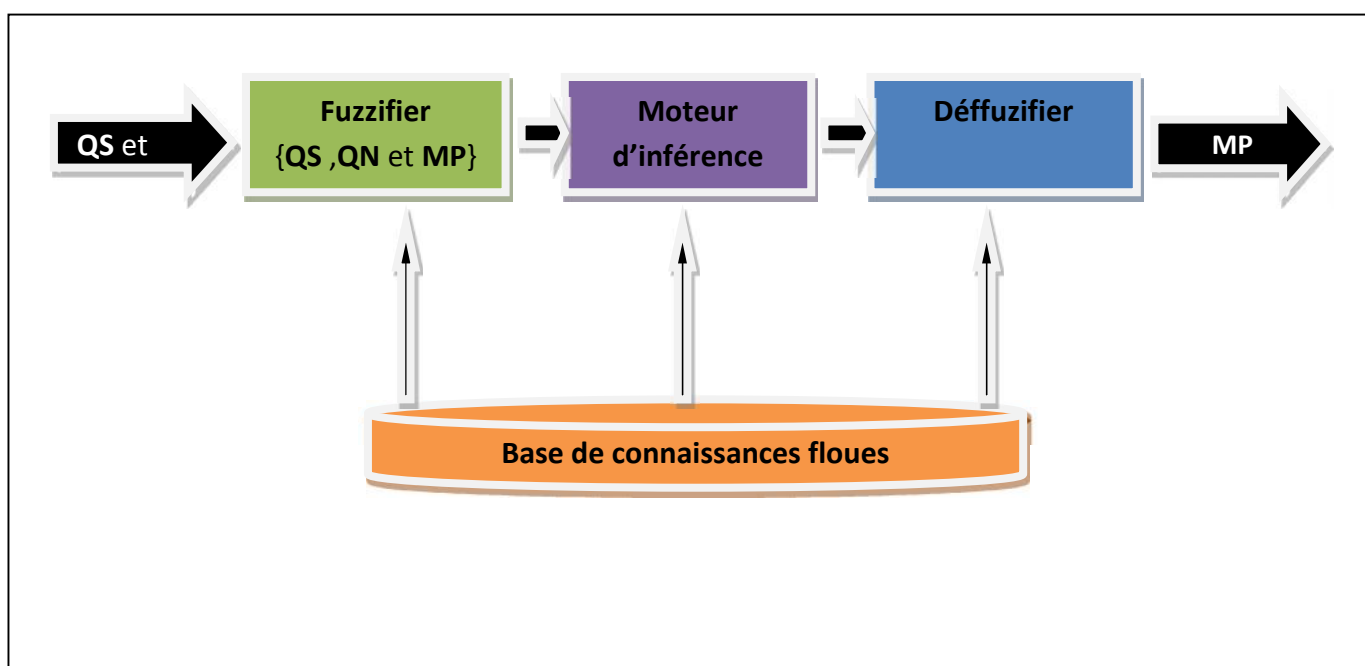 QS et
Fuzzifier
{QS ,QN et MP}
Moteur
d’inférence
Déffuzifier
MP
Base de connaissances floues